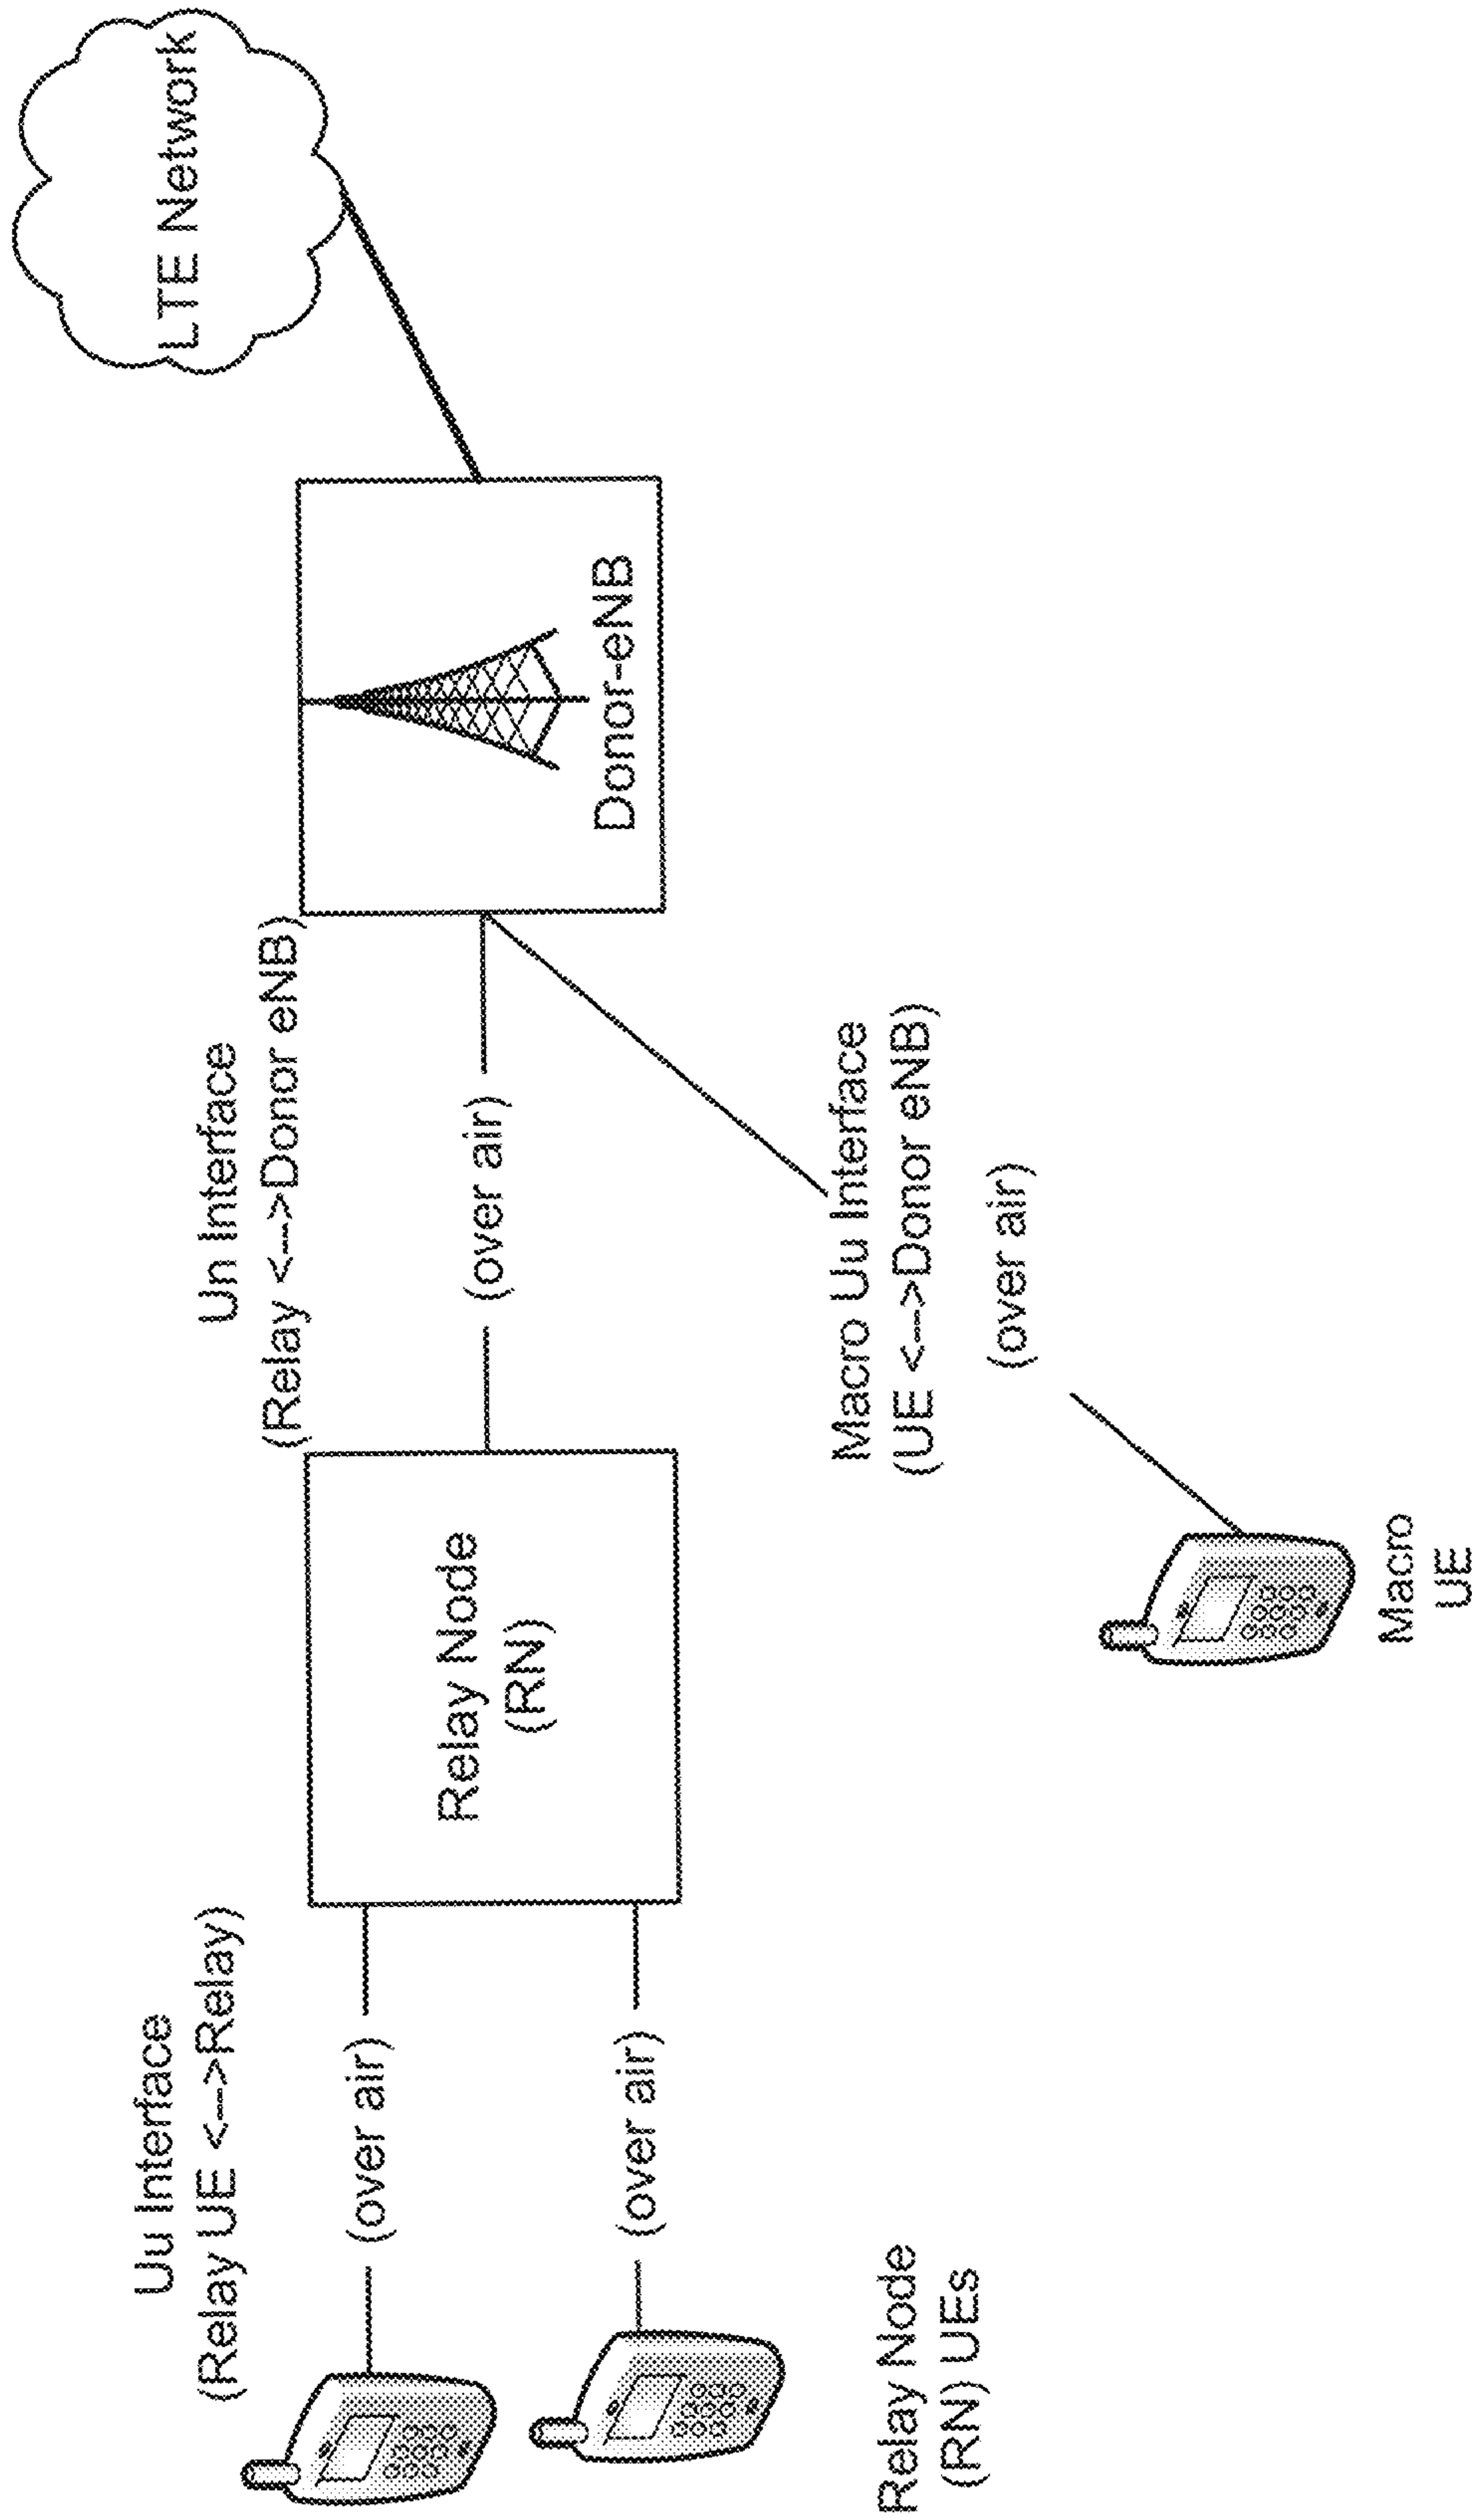 LTE Network
Uu Interface
(Relay UE <-->Relay)
(over air)
(over air)
Relay Node
(RN) UEs
Relay Node
(RN)
Un Interface
(Relay <-->Donor eNB)
(over air)
Donor-eNB
Macro Uu Interface
(UE <-->Donor eNB)
(over air)
Macro
UE